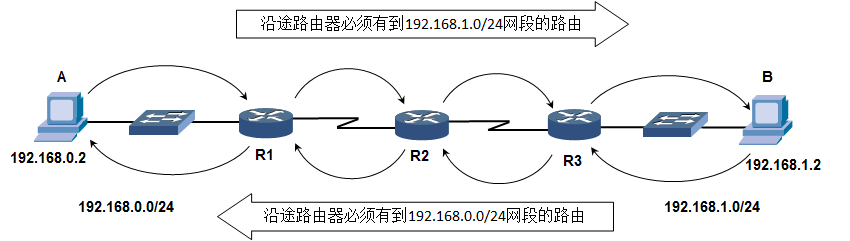 沿途路由器必须有到192.168.1.0/24网段的路由
A
B
192.168.0.2
R1
R2
R3
192.168.1.2
192.168.0.0/24
192.168.1.0/24
沿途路由器必须有到192.168.0.0/24网段的路由